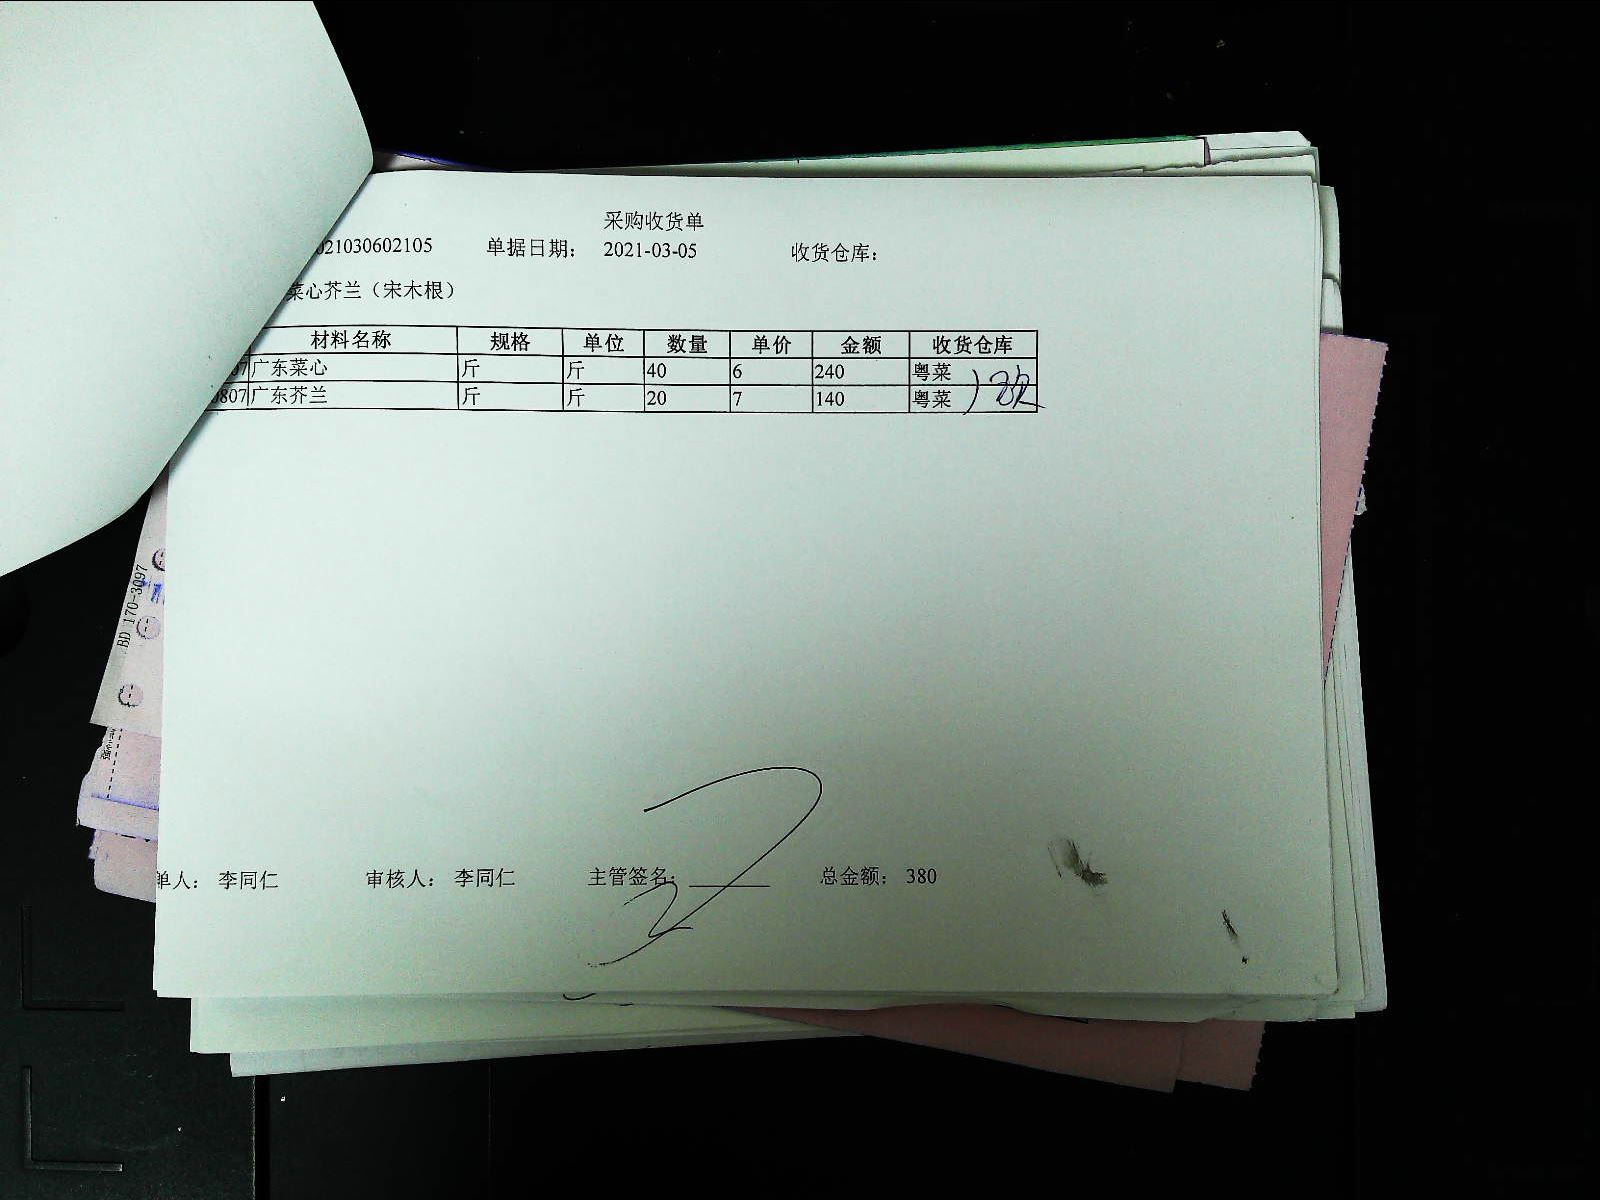 采购收货单
021030602105 单据日期： 2021-03-05 收货仓库：
菜心芥兰（宋木根）
材料名称 规格 单位 数量 单价 金额 收货仓库
07 广东菜心 斤 斤 40 6 240 粤菜
0807 广东芥兰 斤 斤 20 7 140 粤菜
单人： 李同仁 审核人： 李同仁 主管签名： 总金额： 380
BD 170-3097